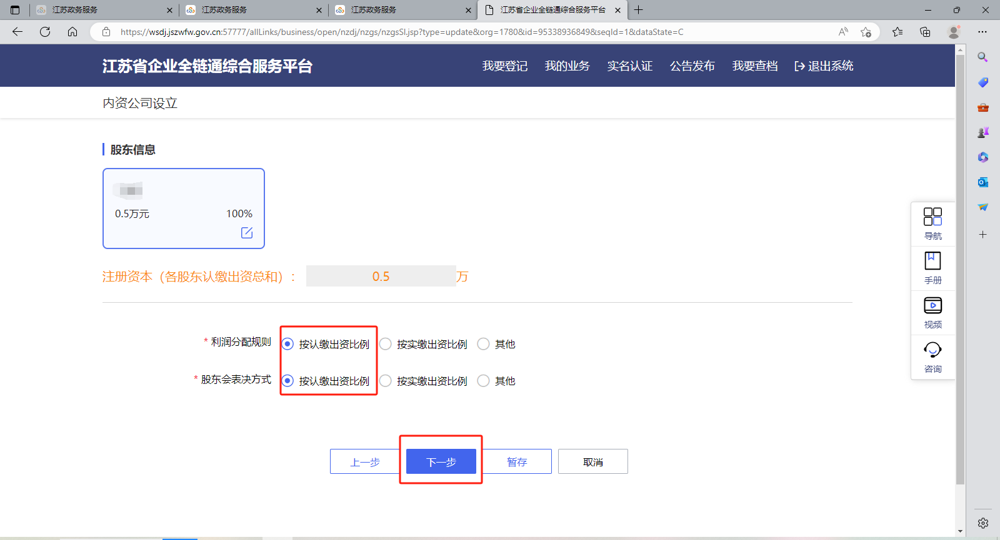 江苏政务服务
江苏政务服务
江苏政务服务
江苏省企业全链通综合服务平台
https://wsdj.jszwfw.gov.cn:57777/allLinks/business/open/nzdj/nzgs/nzgsSl.jsp?type=update&org=1780&id=95338936849&seqId=1&dataState=C
江苏省企业全链通综合服务平台
我要登记
我的业务
实名认证
公告发布
我要查档
退出系统
内资公司设立
股东信息
0.5万元 100%
注册资本（各股东认缴出资总和）： 0.5 万
* 利润分配规则 按认缴出资比例 按实缴出资比例 其他
* 股东会表决方式 按认缴出资比例 按实缴出资比例 其他
上一步 下一步 暂存 取消
导航
手册
视频
咨询